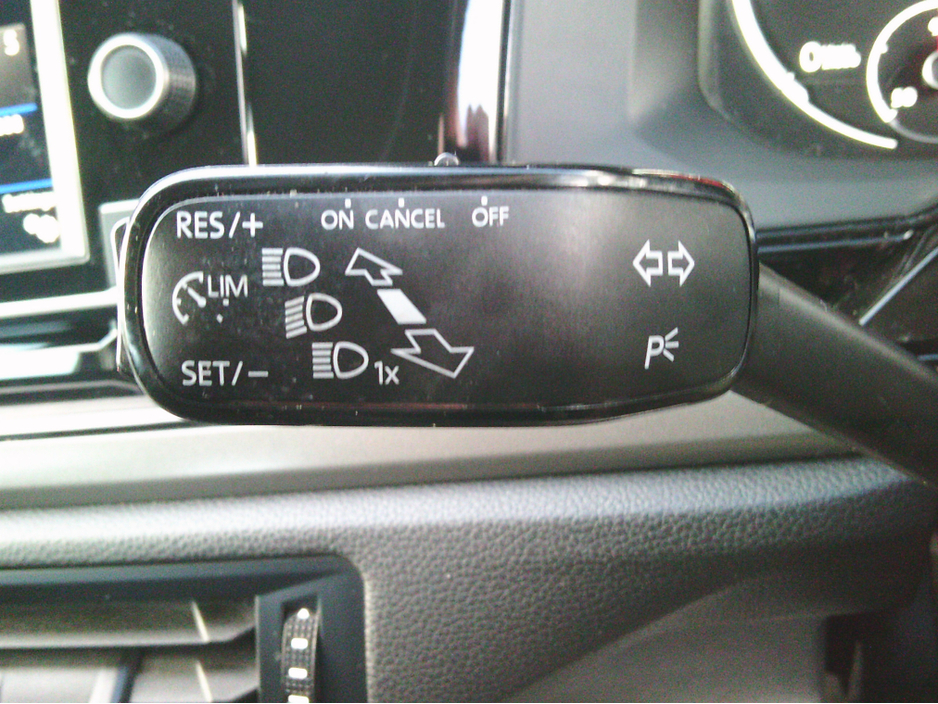 RES/+ ON CANCEL OFF
LIM
SET/- 1x
P